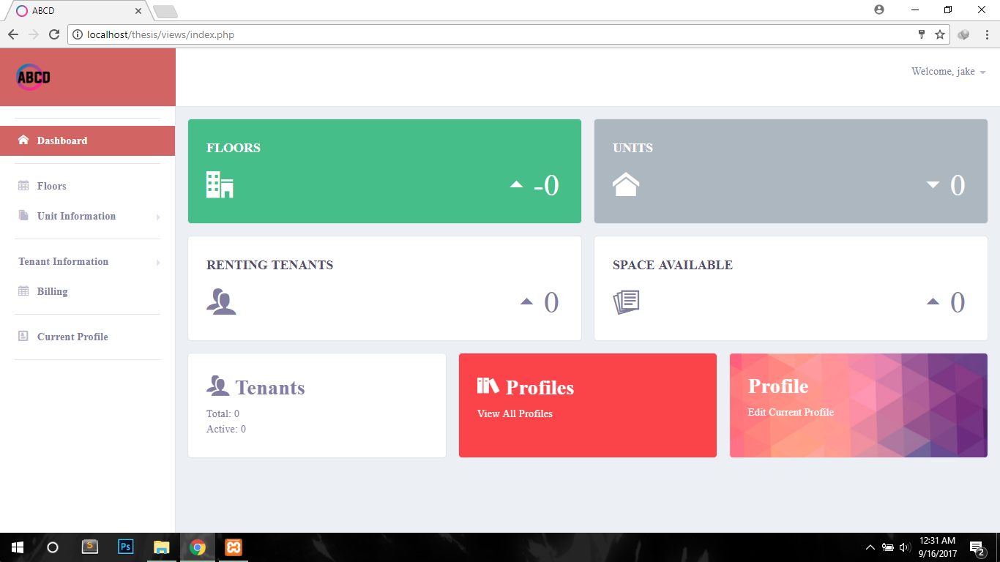 ABCD
localhost/thesis/views/index.php
ABCD
Welcome, jake
Dashboard
Floors
Unit Information
Tenant Information
Billing
Current Profile
FLOORS
-0
UNITS
0
RENTING TENANTS
0
SPACE AVAILABLE
0
Tenants
Total: 0
Active: 0
Profiles
View All Profiles
Profile
Edit Current Profile
S
Ps
12:31 AM
9/16/2017
2